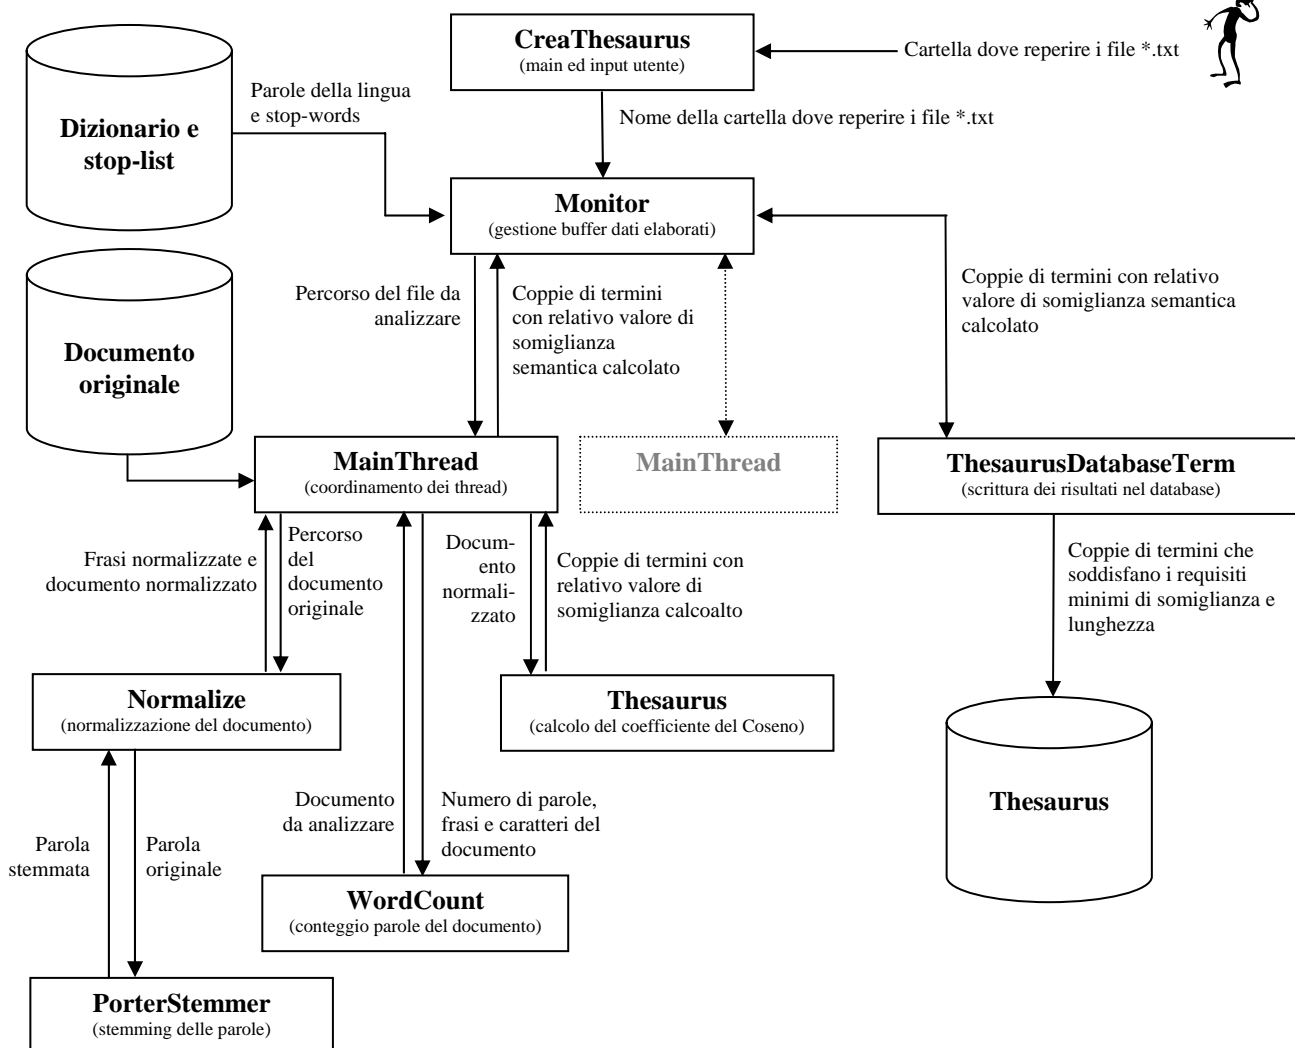 CreaThesaurus
(main ed input utente)
Cartella dove reperire i file *.txt
Parole della lingua
e stop-words
Nome della cartella dove reperire i file *.txt
Dizionario e
stop-list
Monitor
(gestione buffer dati elaborati)
Percorso del file da
analizzare
Coppie di termini
con relativo valore di
somiglianza
semantica calcolato
Coppie di termini con relativo
valore di somiglianza semantica
calcolato
Documento
originale
MainThread
(coordinamento dei thread)
MainThread
ThesaurusDatabaseTerm
(scrittura dei risultati nel database)
Frasi normalizzate e
documento normalizzato
Percorso
del
documento
originale
Docum-
ento
normali-
zzato
Coppie di termini con
relativo valore di
somiglianza calcoalto
Coppie di termini che
soddisfano i requisiti
minimi di somiglianza e
lunghezza
Normalize
(normalizzazione del documento)
Thesaurus
(calcolo del coefficiente del Coseno)
Thesaurus
Documento
da analizzare
Numero di parole,
frasi e caratteri del
documento
Parola
stemmata
Parola
originale
WordCount
(conteggio parole del documento)
PorterStemmer
(stemming delle parole)